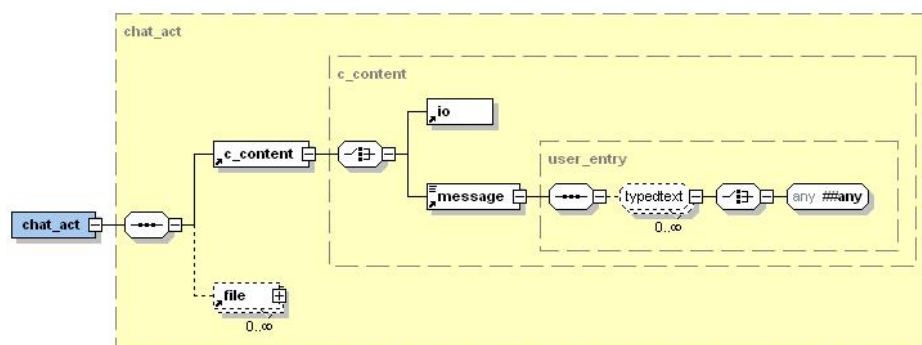 chat_act
c_content
io
c_content
user_entry
message
typedtext
any ##any
0..∞
chat_act
file
0..∞